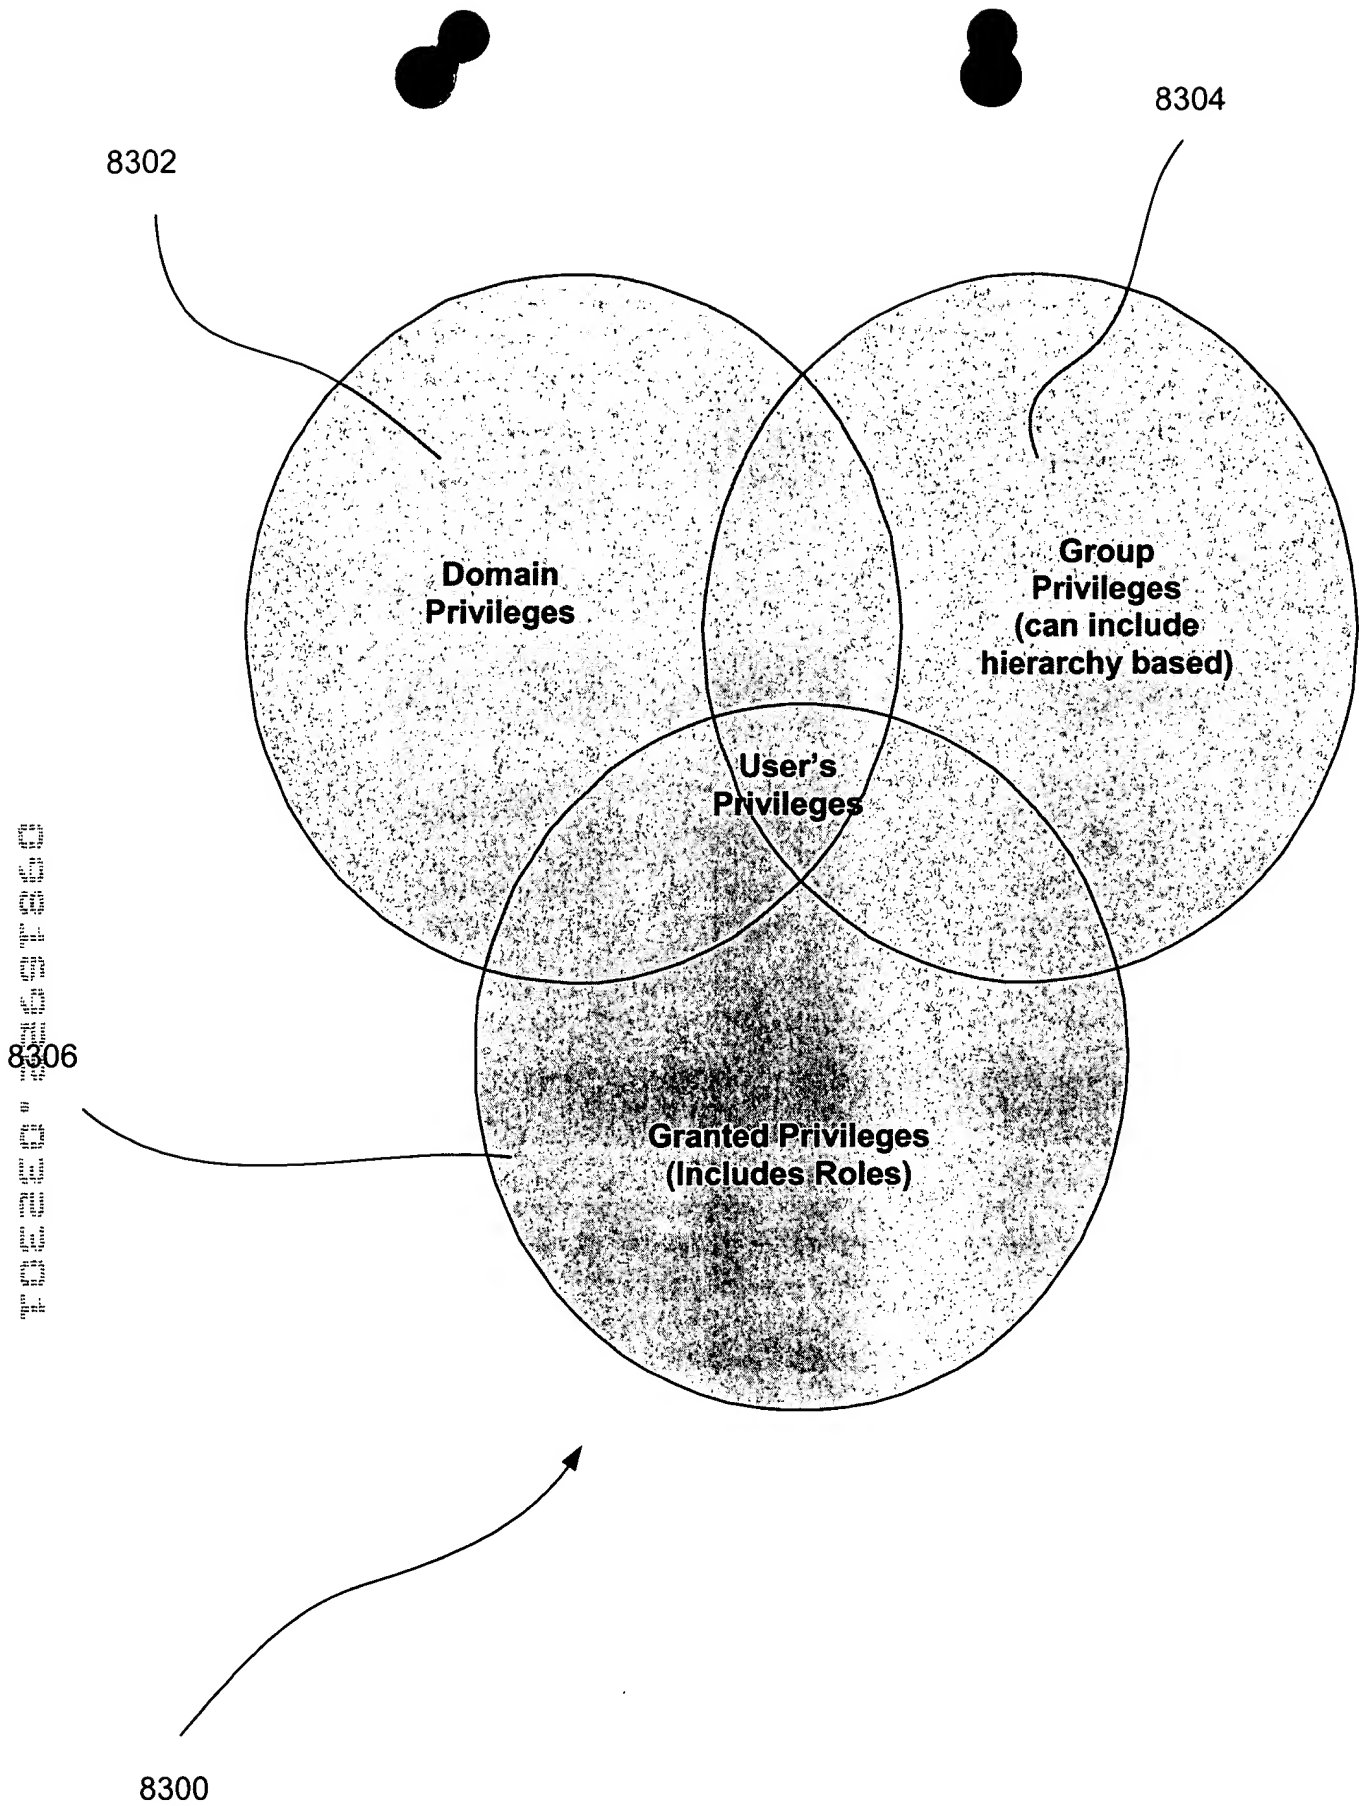 8304
8302
Group
Privileges
(can include
hierarchy based)
Domain
Privileges
User's
Privileges
8306
Granted Privileges
(Includes Roles)
8300